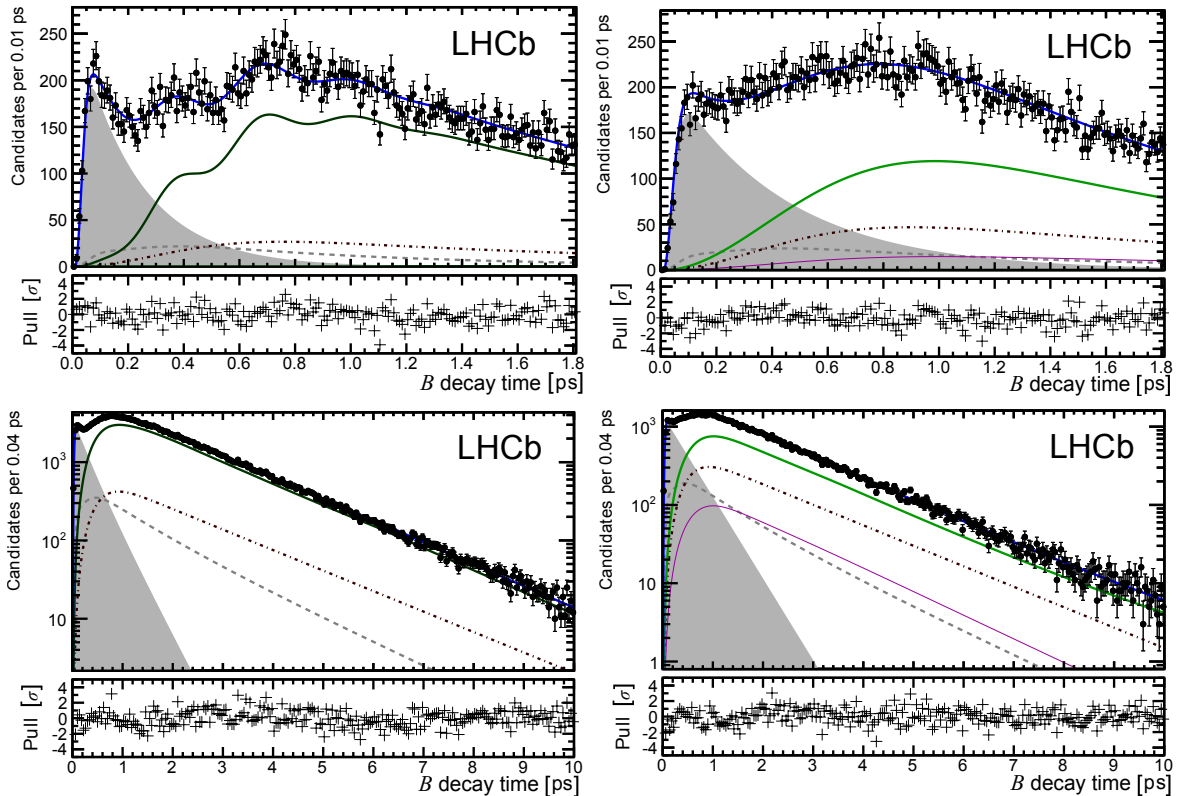 Candidates per 0.01 ps
250
200
150
100
50
0
LHCb
Pull [σ]
4
2
0
-2
-4
0.0 0.2 0.4 0.6 0.8 1.0 1.2 1.4 1.6 1.8
B decay time [ps]
Candidates per 0.01 ps
250
200
150
100
50
0
LHCb
Pull [σ]
4
2
0
-2
-4
0.0 0.2 0.4 0.6 0.8 1.0 1.2 1.4 1.6 1.8
B decay time [ps]
Candidates per 0.04 ps
10³
10²
10
LHCb
Pull [σ]
4
2
0
-2
-4
0 1 2 3 4 5 6 7 8 9 10
B decay time [ps]
Candidates per 0.04 ps
10³
10²
10
1
LHCb
Pull [σ]
4
2
0
-2
-4
0 1 2 3 4 5 6 7 8 9 10
B decay time [ps]